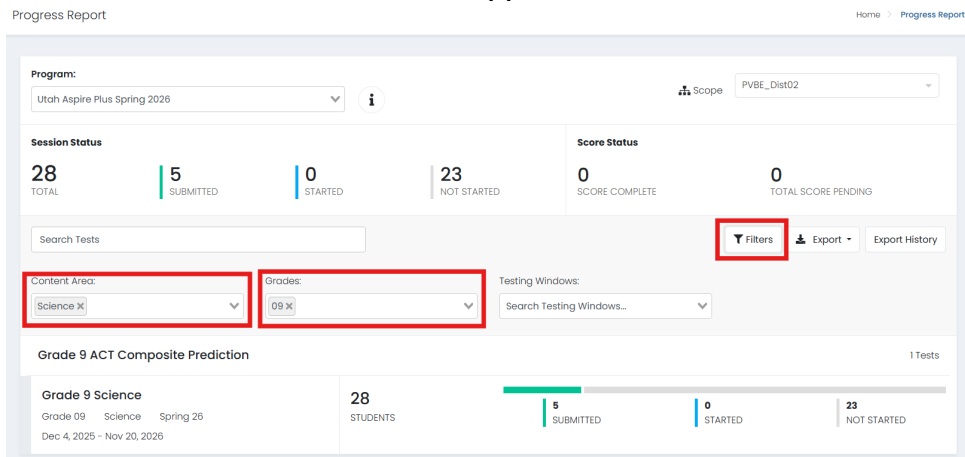 Progress Report
Home > Progress Report
Program:
Utah Aspire Plus Spring 2026
i
Scope
PVBE_Dist02
Session Status
Score Status
28
TOTAL
5
SUBMITTED
0
STARTED
23
NOT STARTED
0
SCORE COMPLETE
0
TOTAL SCORE PENDING
Search Tests
Filters
Export
Export History
Content Area:
Grades:
Testing Windows:
Science ×
09 ×
Search Testing Windows...
Grade 9 ACT Composite Prediction
1 Tests
Grade 9 Science
Grade 09 Science Spring 26
Dec 4, 2025 - Nov 20, 2026
28
STUDENTS
5
SUBMITTED
0
STARTED
23
NOT STARTED